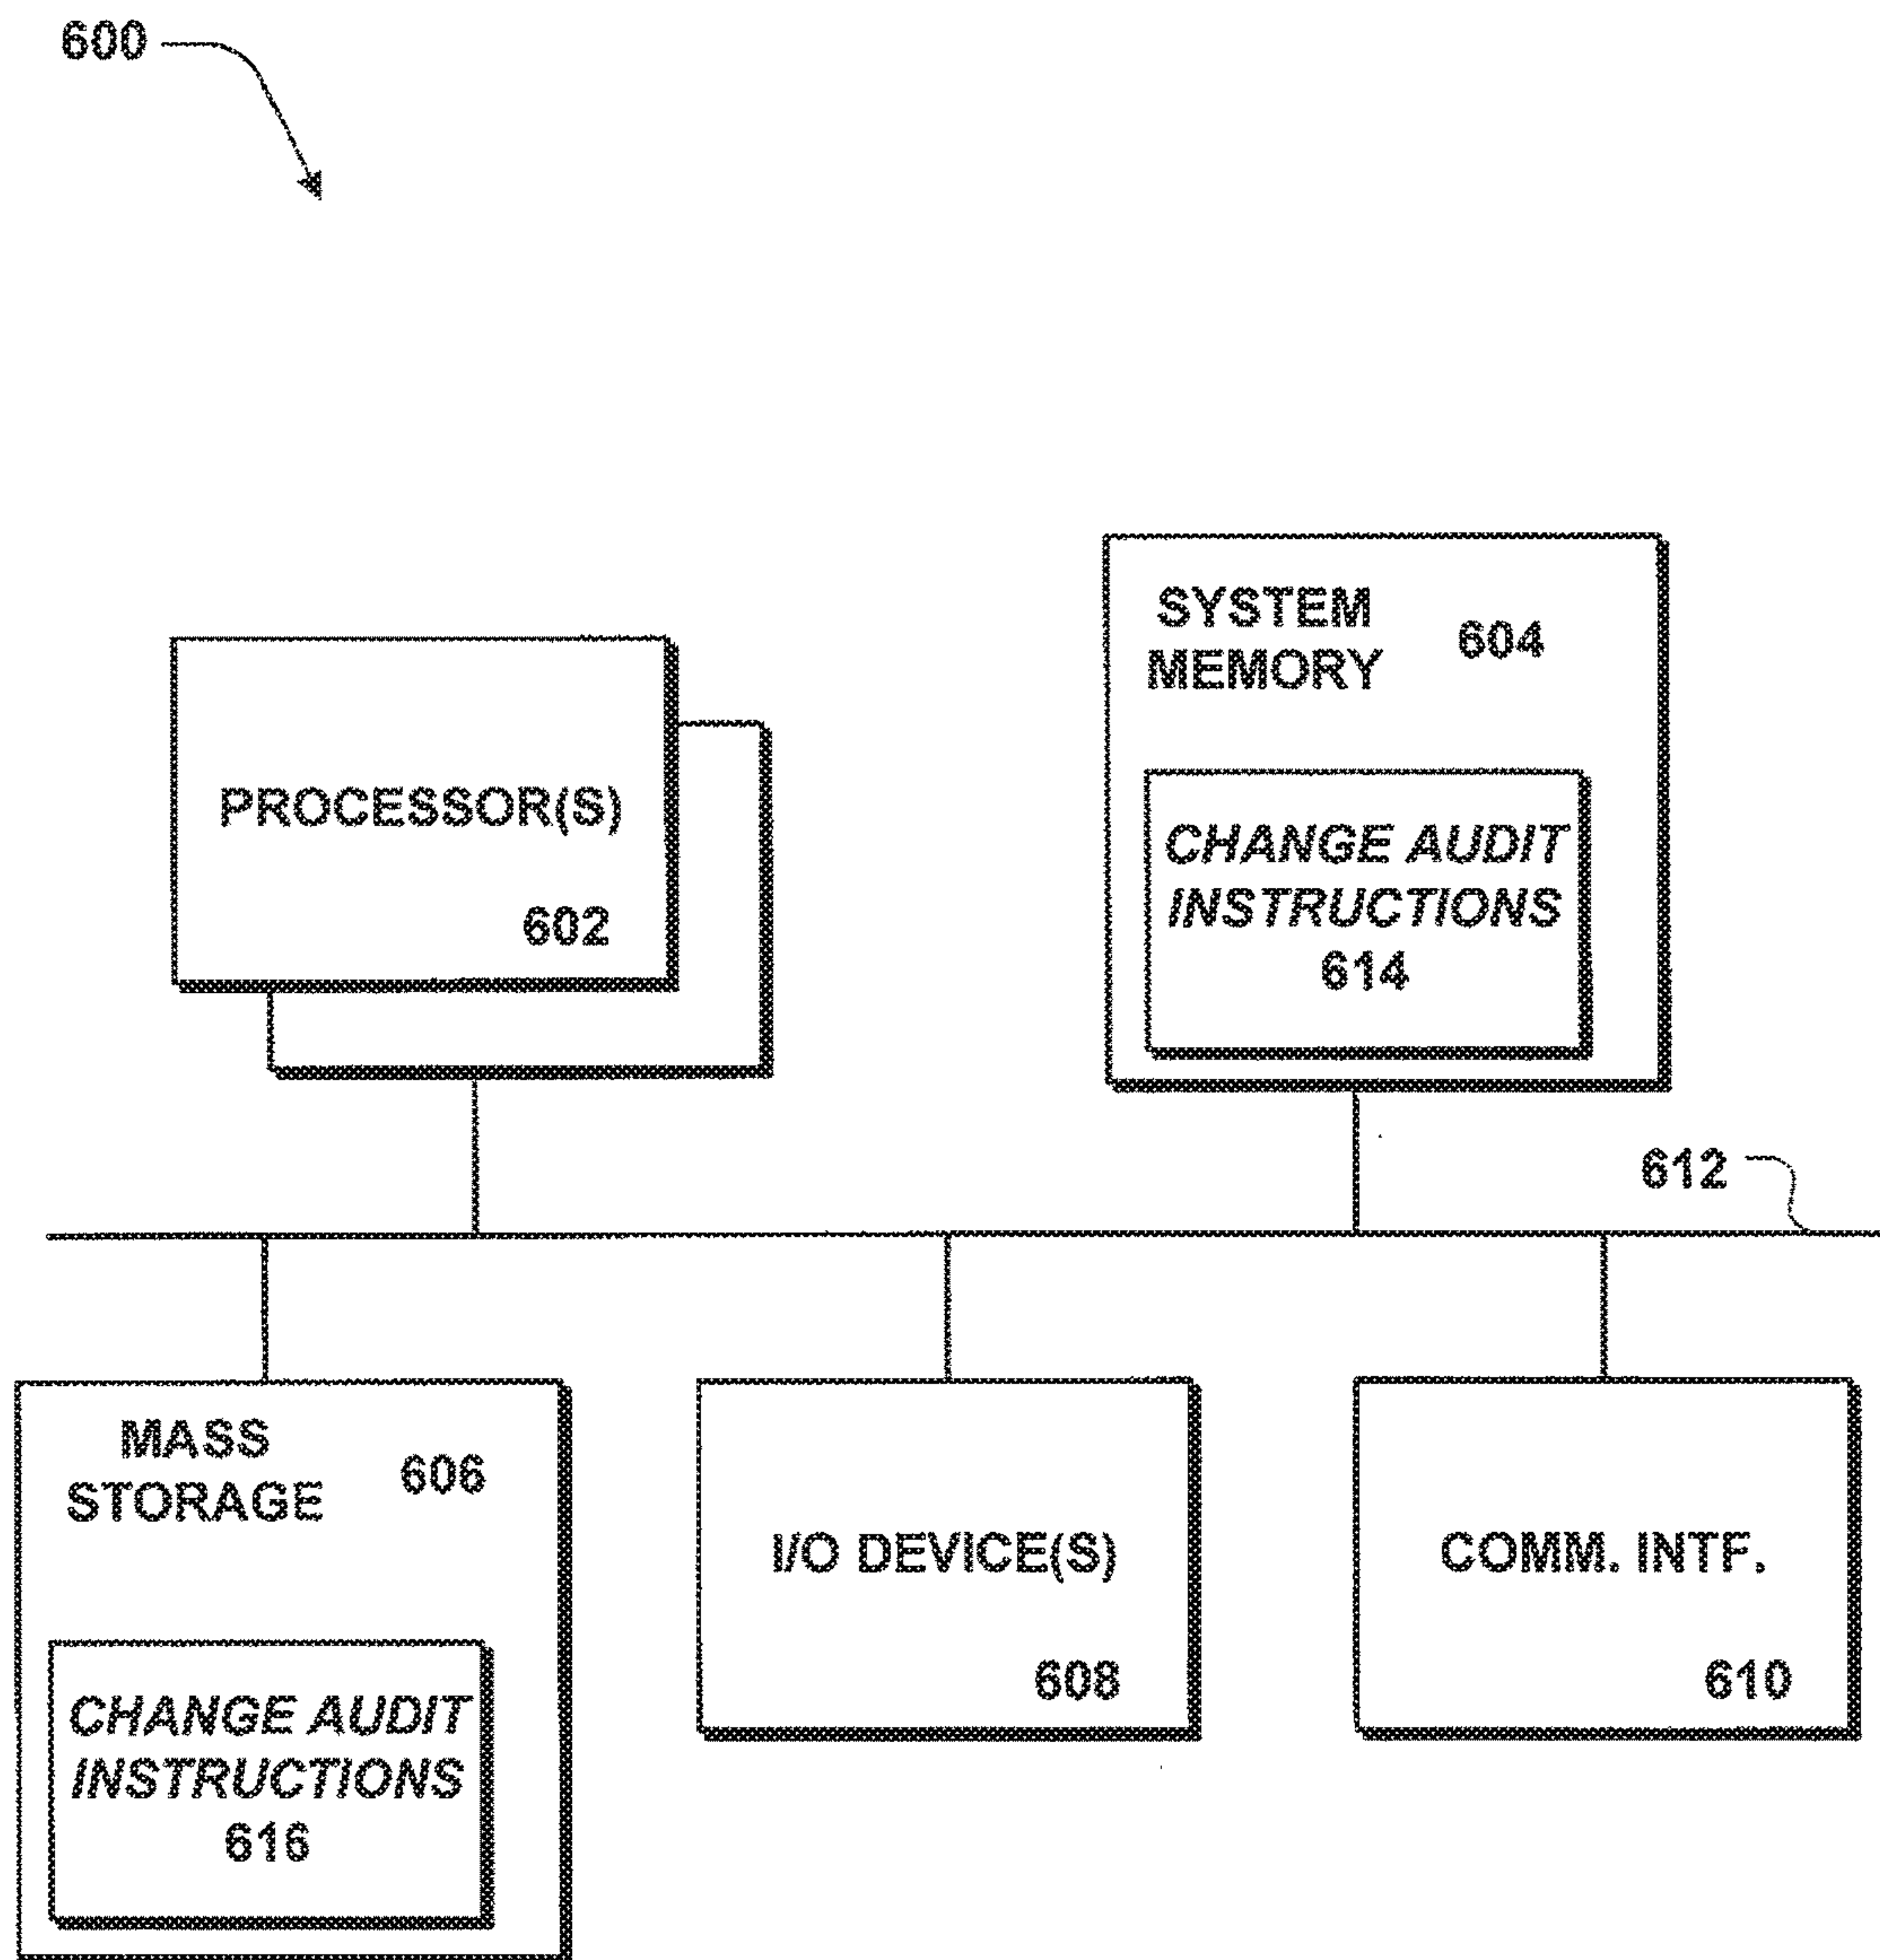 600
SYSTEM
MEMORY
604
PROCESSOR(S)
602
CHANGE AUDIT
INSTRUCTIONS
614
612
MASS
STORAGE
606
I/O DEVICE(S)
608
COMM. INTF.
610
CHANGE AUDIT
INSTRUCTIONS
616